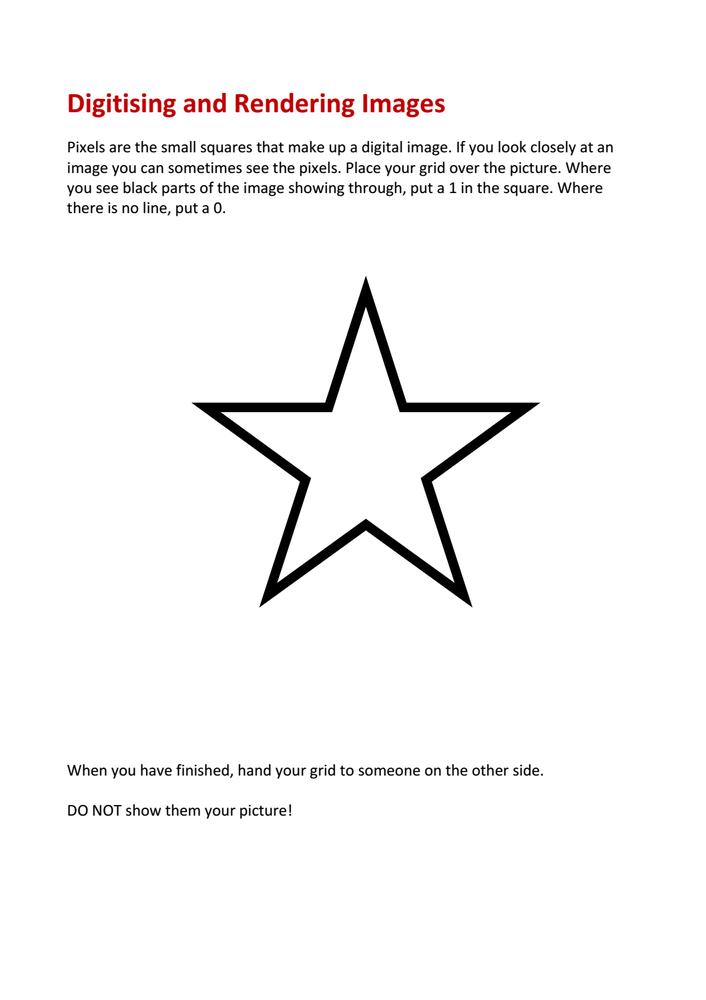 Digitising and Rendering Images
Pixels are the small squares that make up a digital image. If you look closely at an
image you can sometimes see the pixels. Place your grid over the picture. Where
you see black parts of the image showing through, put a 1 in the square. Where
there is no line, put a 0.
When you have finished, hand your grid to someone on the other side.
DO NOT show them your picture!